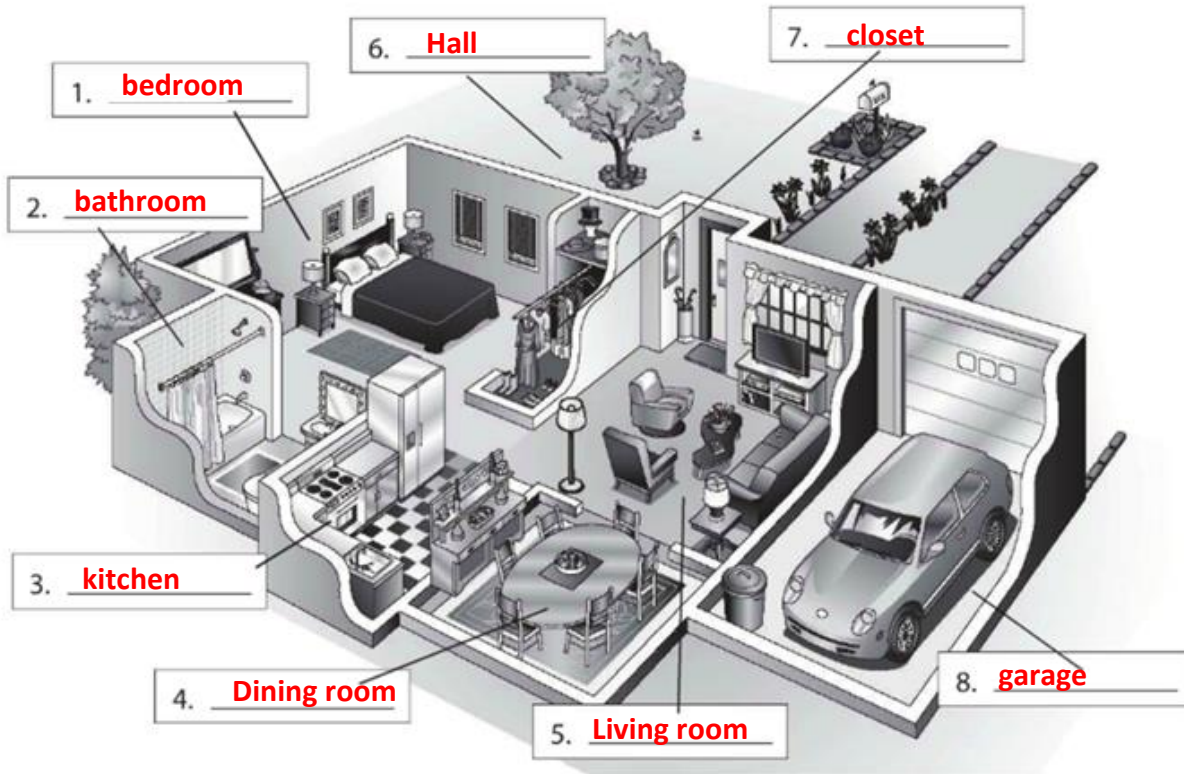 1. bedroom
2. bathroom
3. kitchen
4. Dining room
5. Living room
6. Hall
7. closet
8. garage